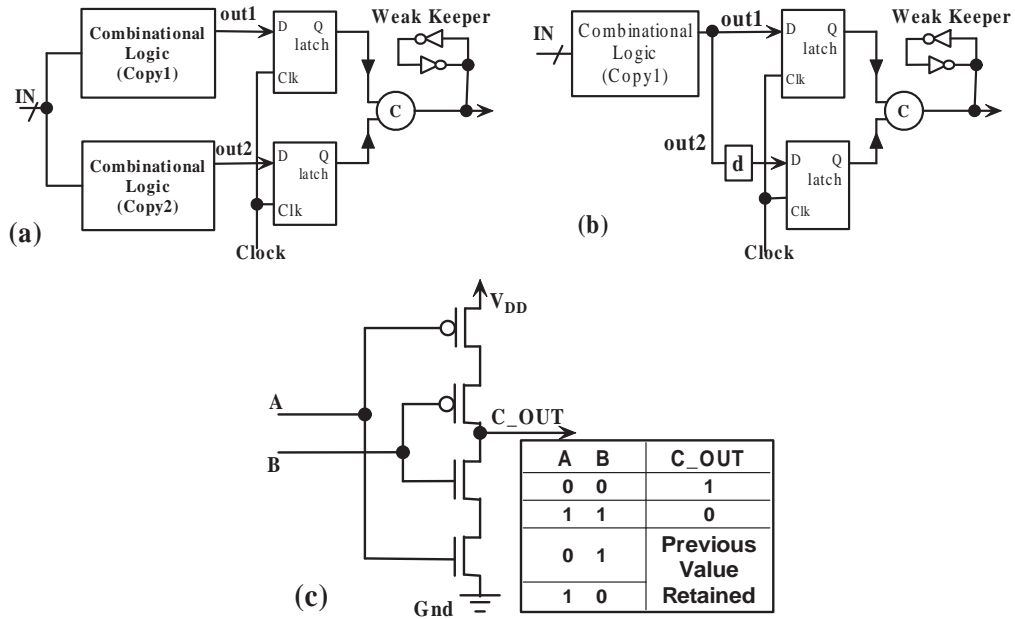 IN
Combinational
Logic
(Copy1)
out1
D Q
latch
Clk
Weak Keeper
C
Combinational
Logic
(Copy2)
out2
D Q
latch
Clk
Clock
(a)
IN
Combinational
Logic
(Copy1)
out1
D Q
latch
Clk
Weak Keeper
C
out2
d
D Q
latch
Clk
Clock
(b)
VDD
A
B
C_OUT
Gnd
(c)
A B C_OUT
0 0 1
1 1 0
0 1 Previous
Value
1 0 Retained